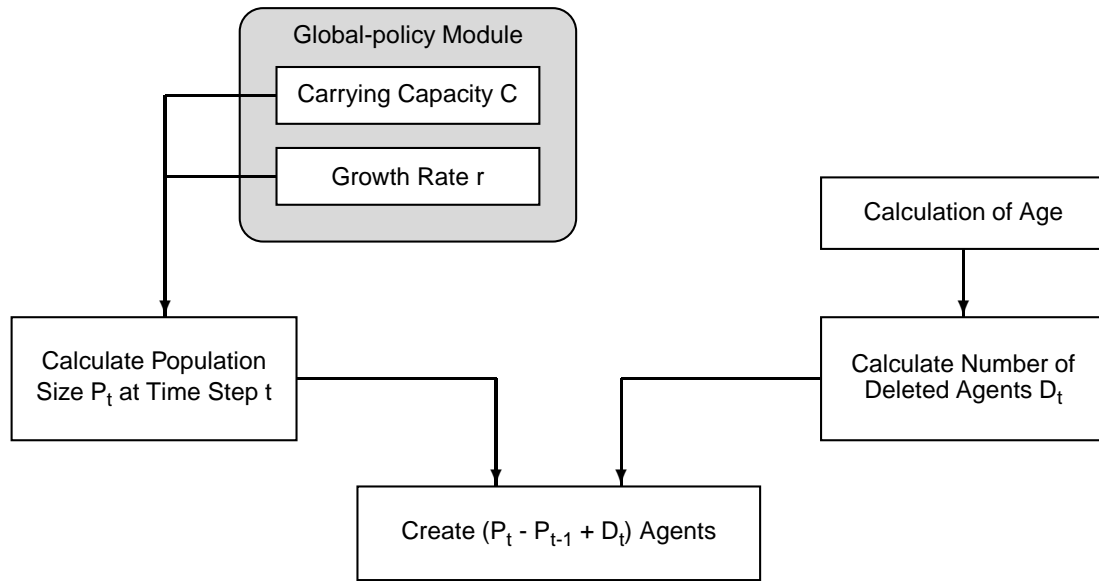 Global-policy Module
Carrying Capacity C
Growth Rate r
Calculation of Age
Calculate Population
Size P_t at Time Step t
Calculate Number of
Deleted Agents D_t
Create (P_t - P_{t-1} + D_t) Agents